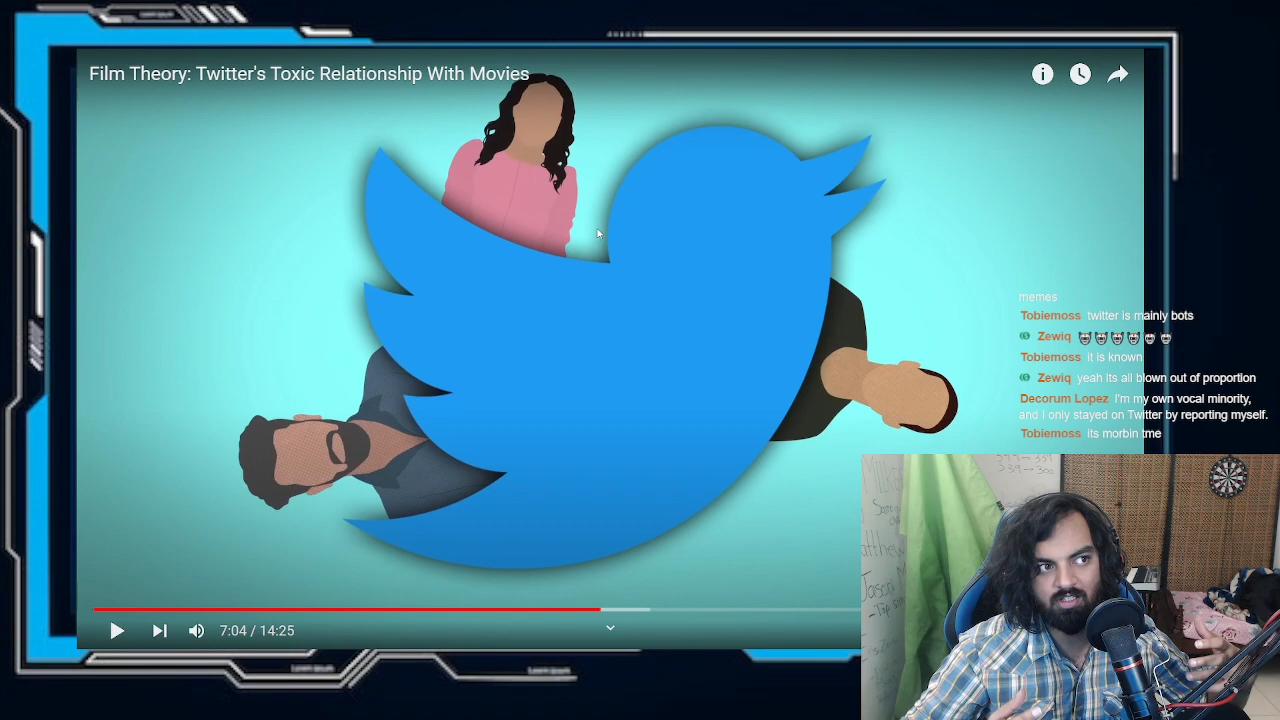 Film Theory: Twitter's Toxic Relationship With Movies
memes
Tobiemoss twitter is mainly bots
Zewiq
Tobiemoss it is known
Zewiq yeah its all blown out of proportion
Decorum Lopez I'm my own vocal minority,
and I only stayed on Twitter by reporting myself.
Tobiemoss its morbin tme
7:04 / 14:25